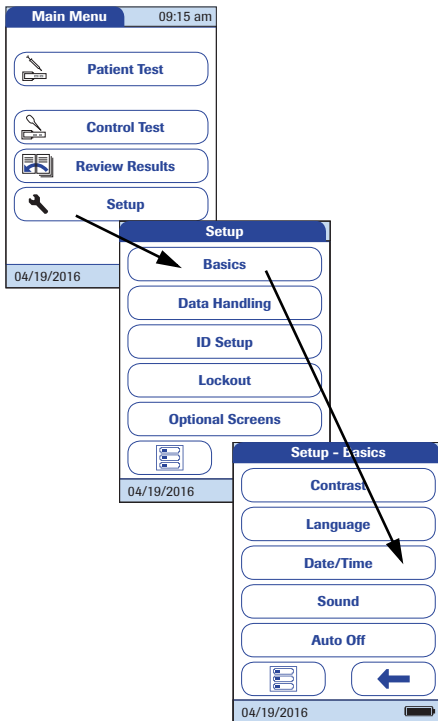 Main Menu 09:15 am
Patient Test
Control Test
Review Results
Setup
04/19/2016
Setup
Basics
Data Handling
ID Setup
Lockout
Optional Screens
04/19/2016
Setup - Basics
Contrast
Language
Date/Time
Sound
Auto Off
04/19/2016